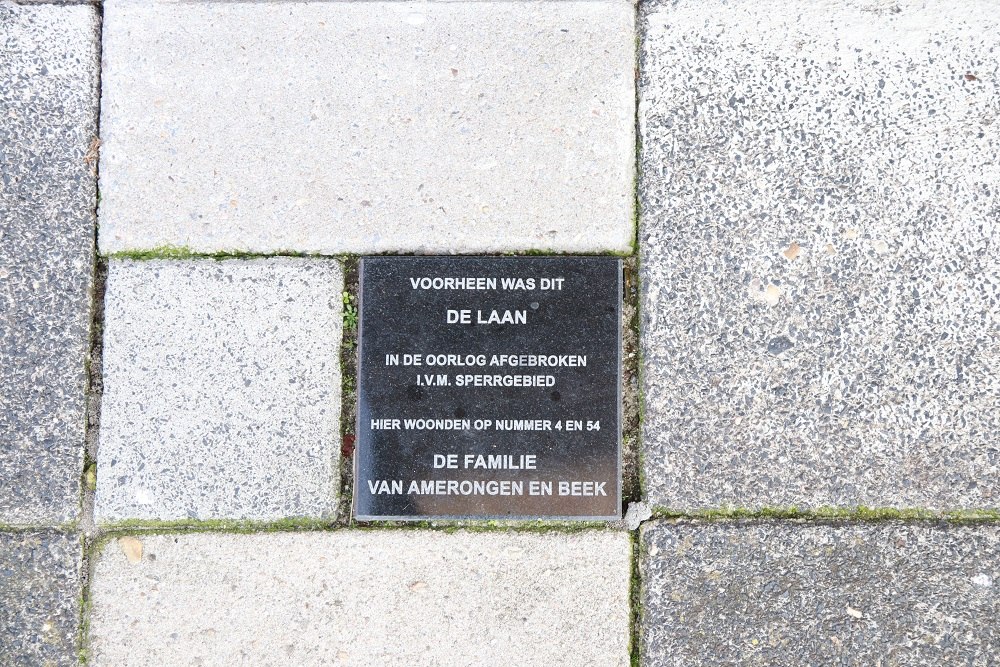 VOORHEEN WAS DIT
DE LAAN
IN DE OORLOG AFGEBROKEN
I.V.M. SPERRGEBIED
HIER WOONDEN OP NUMMER 4 EN 54
DE FAMILIE
VAN AMERONGEN EN BEEK